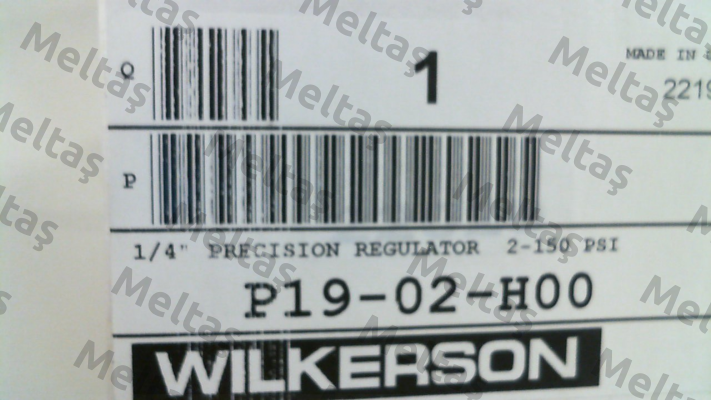 Q
1
MADE IN
2219
P
1/4" PRECISION REGULATOR 2-150 PSI
P19-02-H00
WILKERSON
Meltaş